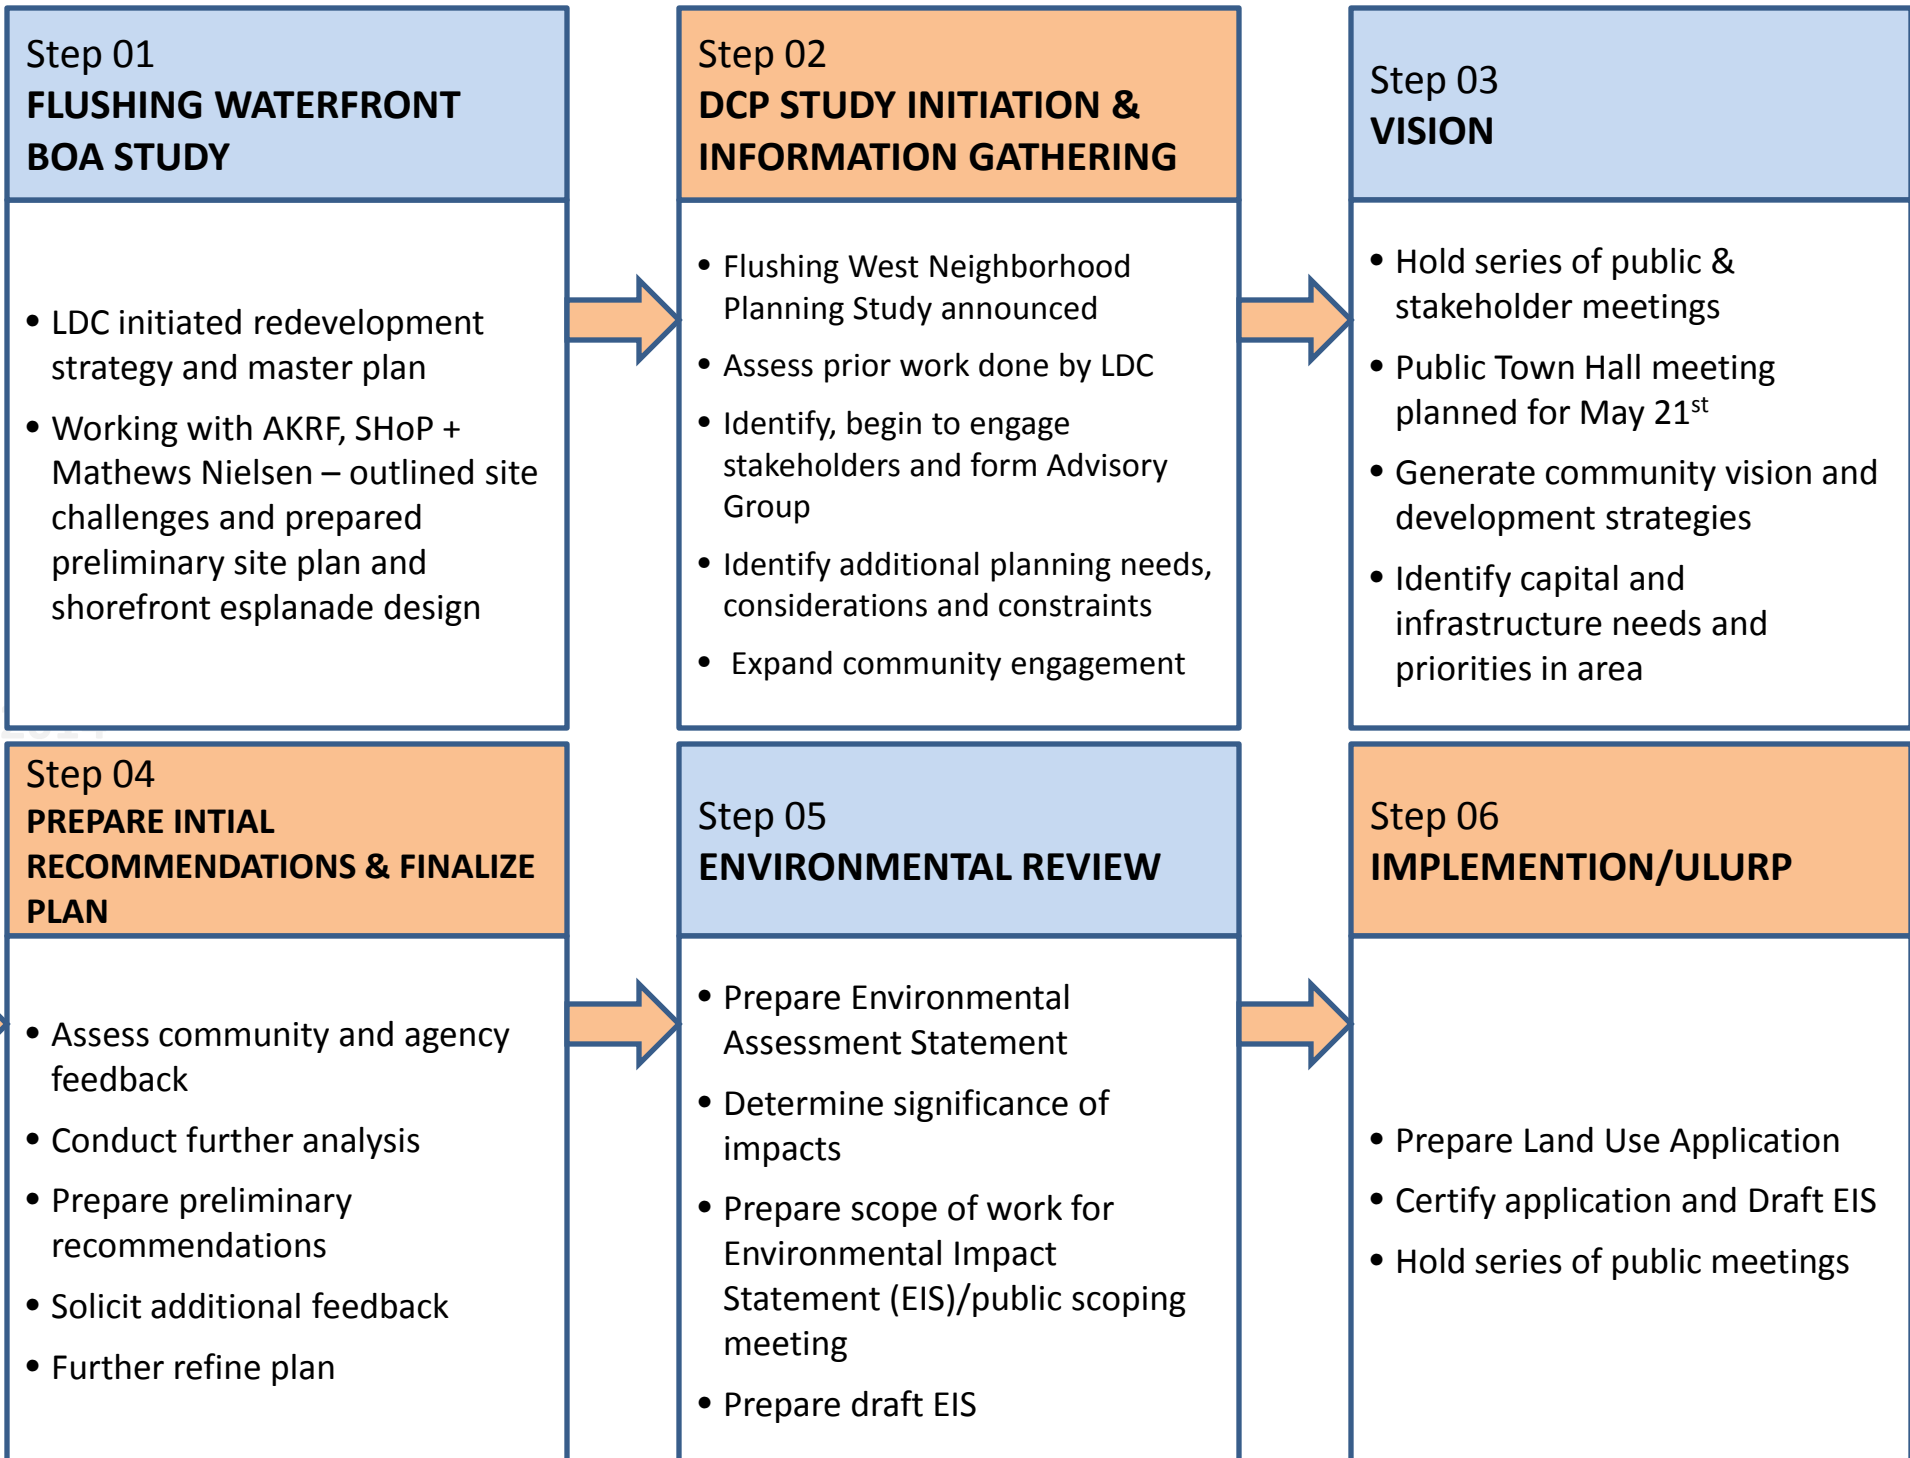 Step 01
FLUSHING WATERFRONT
BOA STUDY
• LDC initiated redevelopment
strategy and master plan
• Working with AKRF, SHoP +
Mathews Nielsen – outlined site
challenges and prepared
preliminary site plan and
shorefront esplanade design
Step 02
DCP STUDY INITIATION &
INFORMATION GATHERING
• Flushing West Neighborhood
Planning Study announced
• Assess prior work done by LDC
• Identify, begin to engage
stakeholders and form Advisory
Group
• Identify additional planning needs,
considerations and constraints
• Expand community engagement
Step 03
VISION
• Hold series of public &
stakeholder meetings
• Public Town Hall meeting
planned for May 21st
• Generate community vision and
development strategies
• Identify capital and
infrastructure needs and
priorities in area
Step 04
PREPARE INTIAL
RECOMMENDATIONS & FINALIZE
PLAN
• Assess community and agency
feedback
• Conduct further analysis
• Prepare preliminary
recommendations
• Solicit additional feedback
• Further refine plan
Step 05
ENVIRONMENTAL REVIEW
• Prepare Environmental
Assessment Statement
• Determine significance of
impacts
• Prepare scope of work for
Environmental Impact
Statement (EIS)/public scoping
meeting
• Prepare draft EIS
Step 06
IMPLEMENTION/ULURP
• Prepare Land Use Application
• Certify application and Draft EIS
• Hold series of public meetings